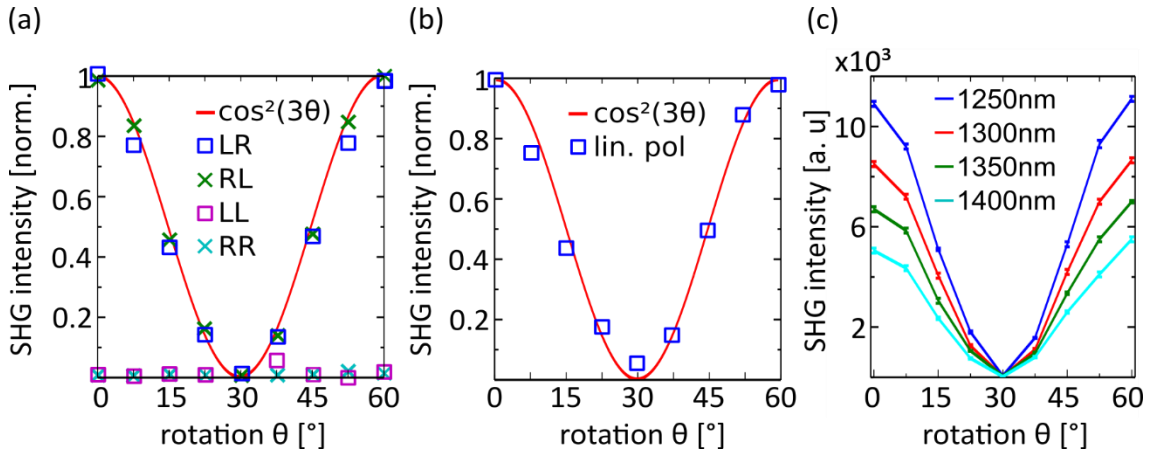 (a)
SHG intensity [norm.]
1
0.8
0.6
0.4
0.2
0
15
30
45
60
rotation θ [°]
cos²(3θ)
LR
RL
LL
RR
(b)
SHG intensity [norm.]
1
0.8
0.6
0.4
0.2
0
15
30
45
60
rotation θ [°]
cos²(3θ)
lin. pol
(c)
x10³
SHG intensity [a. u]
10
6
2
0
15
30
45
60
rotation θ [°]
1250nm
1300nm
1350nm
1400nm